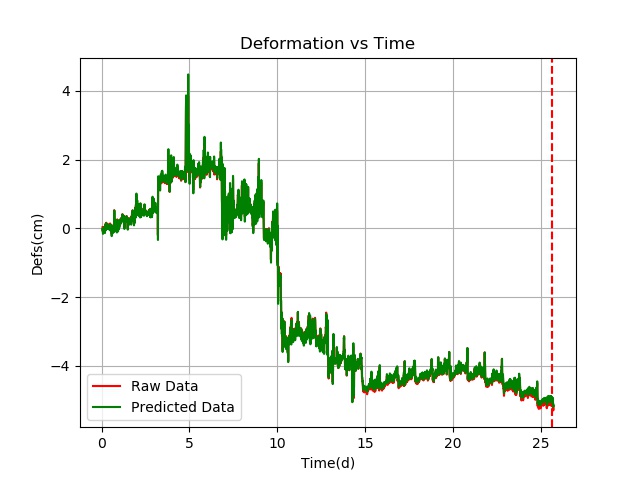 Deformation vs Time
4
2
0
−2
−4
Defs(cm)
Raw Data
Predicted Data
0
5
10
15
20
25
Time(d)